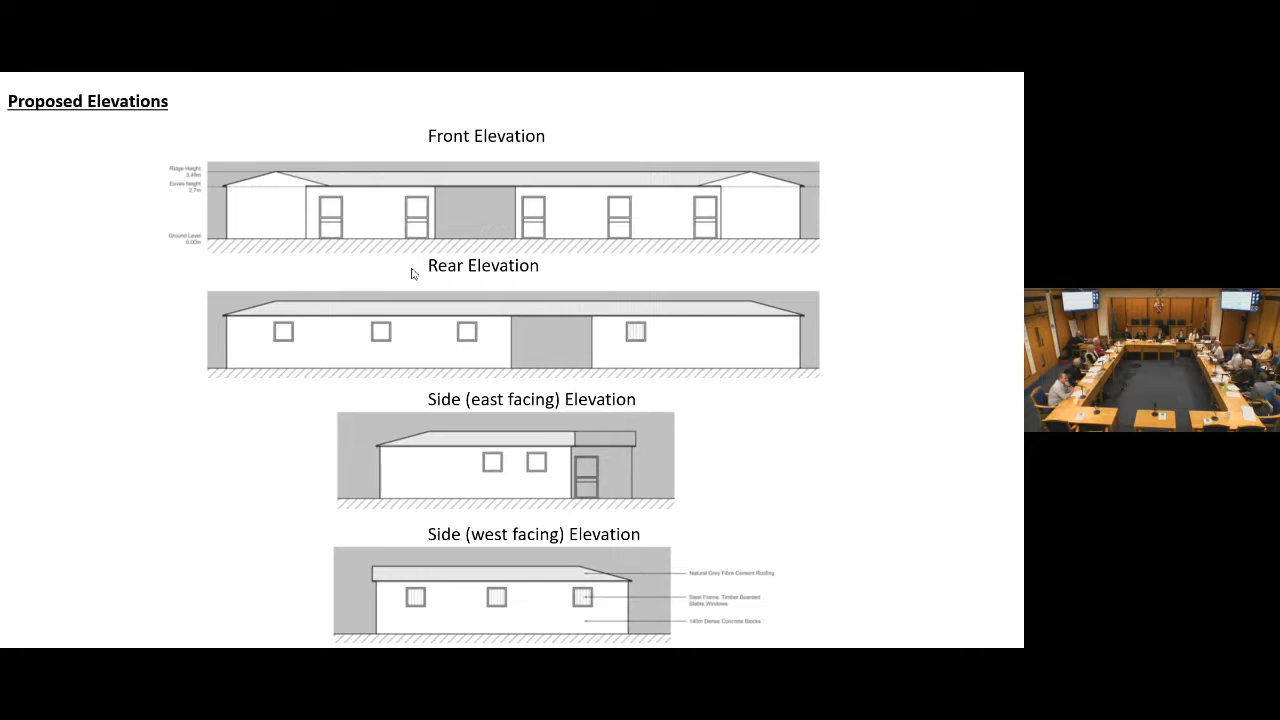 Proposed Elevations
Front Elevation
Ridge Height
3.49m
Eaves height
2.7m
Ground Level
0.00m
Rear Elevation
Side (east facing) Elevation
Side (west facing) Elevation
Natural Grey Fibre Cement Roofing
Steel Frame, Timber Boarded
Stable Windows
140m Dense Concrete Blocks